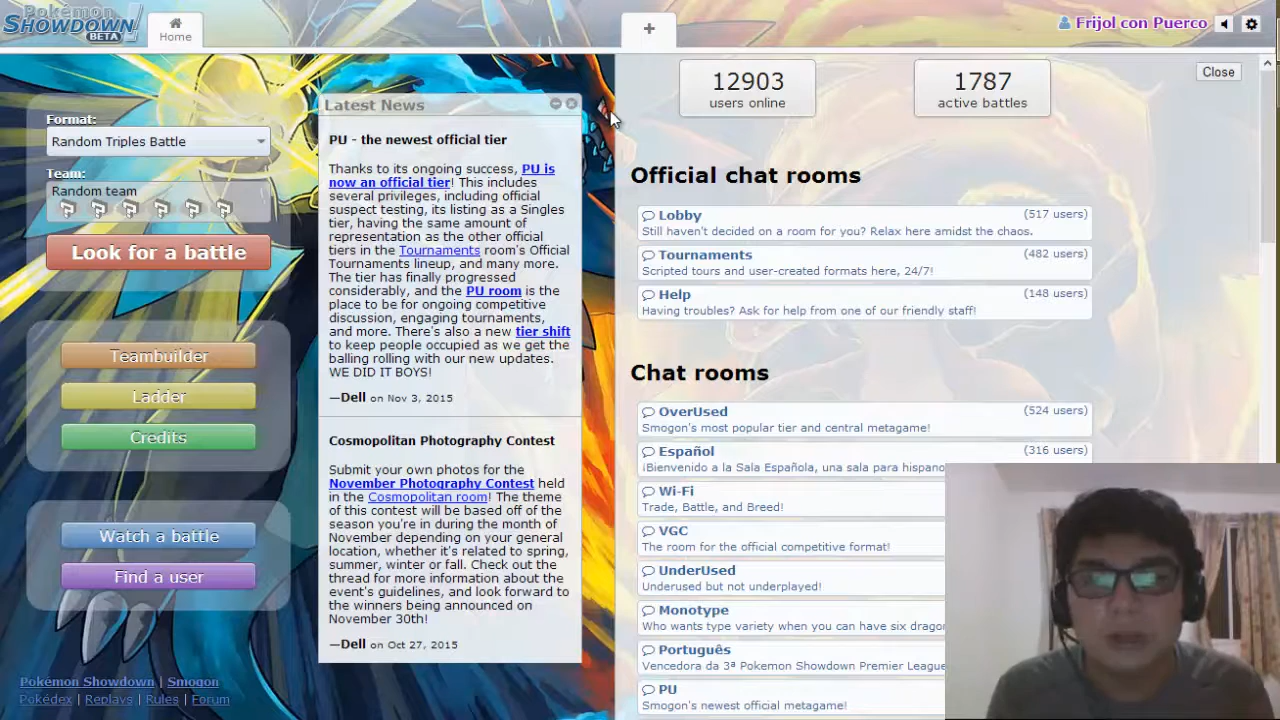 Pokémon
SHOWDOWN!
BETA
Home
+
Frijol con Puerco
Format:
Random Triples Battle
Team:
Random team
Look for a battle
Teambuilder
Ladder
Credits
Watch a battle
Find a user
Pokémon Showdown | Smogon
Pokédex | Replays | Rules | Forum
Latest News
PU - the newest official tier
Thanks to its ongoing success, PU is
now an official tier! This includes
several privileges, including official
suspect testing, its listing as a Singles
tier, having the same amount of
representation as the other official
tiers in the Tournaments room's Official
Tournaments lineup, and many more.
The tier has finally progressed
considerably, and the PU room is the
place to be for ongoing competitive
discussion, engaging tournaments,
and more. There's also a new tier shift
to keep people occupied as we get the
balling rolling with our new updates.
WE DID IT BOYS!
—Dell on Nov 3, 2015
Cosmopolitan Photography Contest
Submit your own photos for the
November Photography Contest held
in the Cosmopolitan room! The theme
of this contest will be based off of the
season you're in during the month of
November depending on your general
location, whether it's related to spring,
summer, winter or fall. Check out the
thread for more information about the
event's guidelines, and look forward to
the winners being announced on
November 30th!
—Dell on Oct 27, 2015
12903
users online
1787
active battles
Close
Official chat rooms
Lobby (517 users)
Still haven't decided on a room for you? Relax here amidst the chaos.
Tournaments (482 users)
Scripted tours and user-created formats here, 24/7!
Help (148 users)
Having troubles? Ask for help from one of our friendly staff!
Chat rooms
OverUsed (524 users)
Smogon's most popular tier and central metagame!
Español (316 users)
¡Bienvenido a la Sala Española, una sala para hispano
Wi-Fi
Trade, Battle, and Breed!
VGC
The room for the official competitive format!
UnderUsed
Underused but not underplayed!
Monotype
Who wants type variety when you can have six drago
Português
Vencedora da 3ª Pokemon Showdown Premier League
PU
Smogon's newest official metagame!